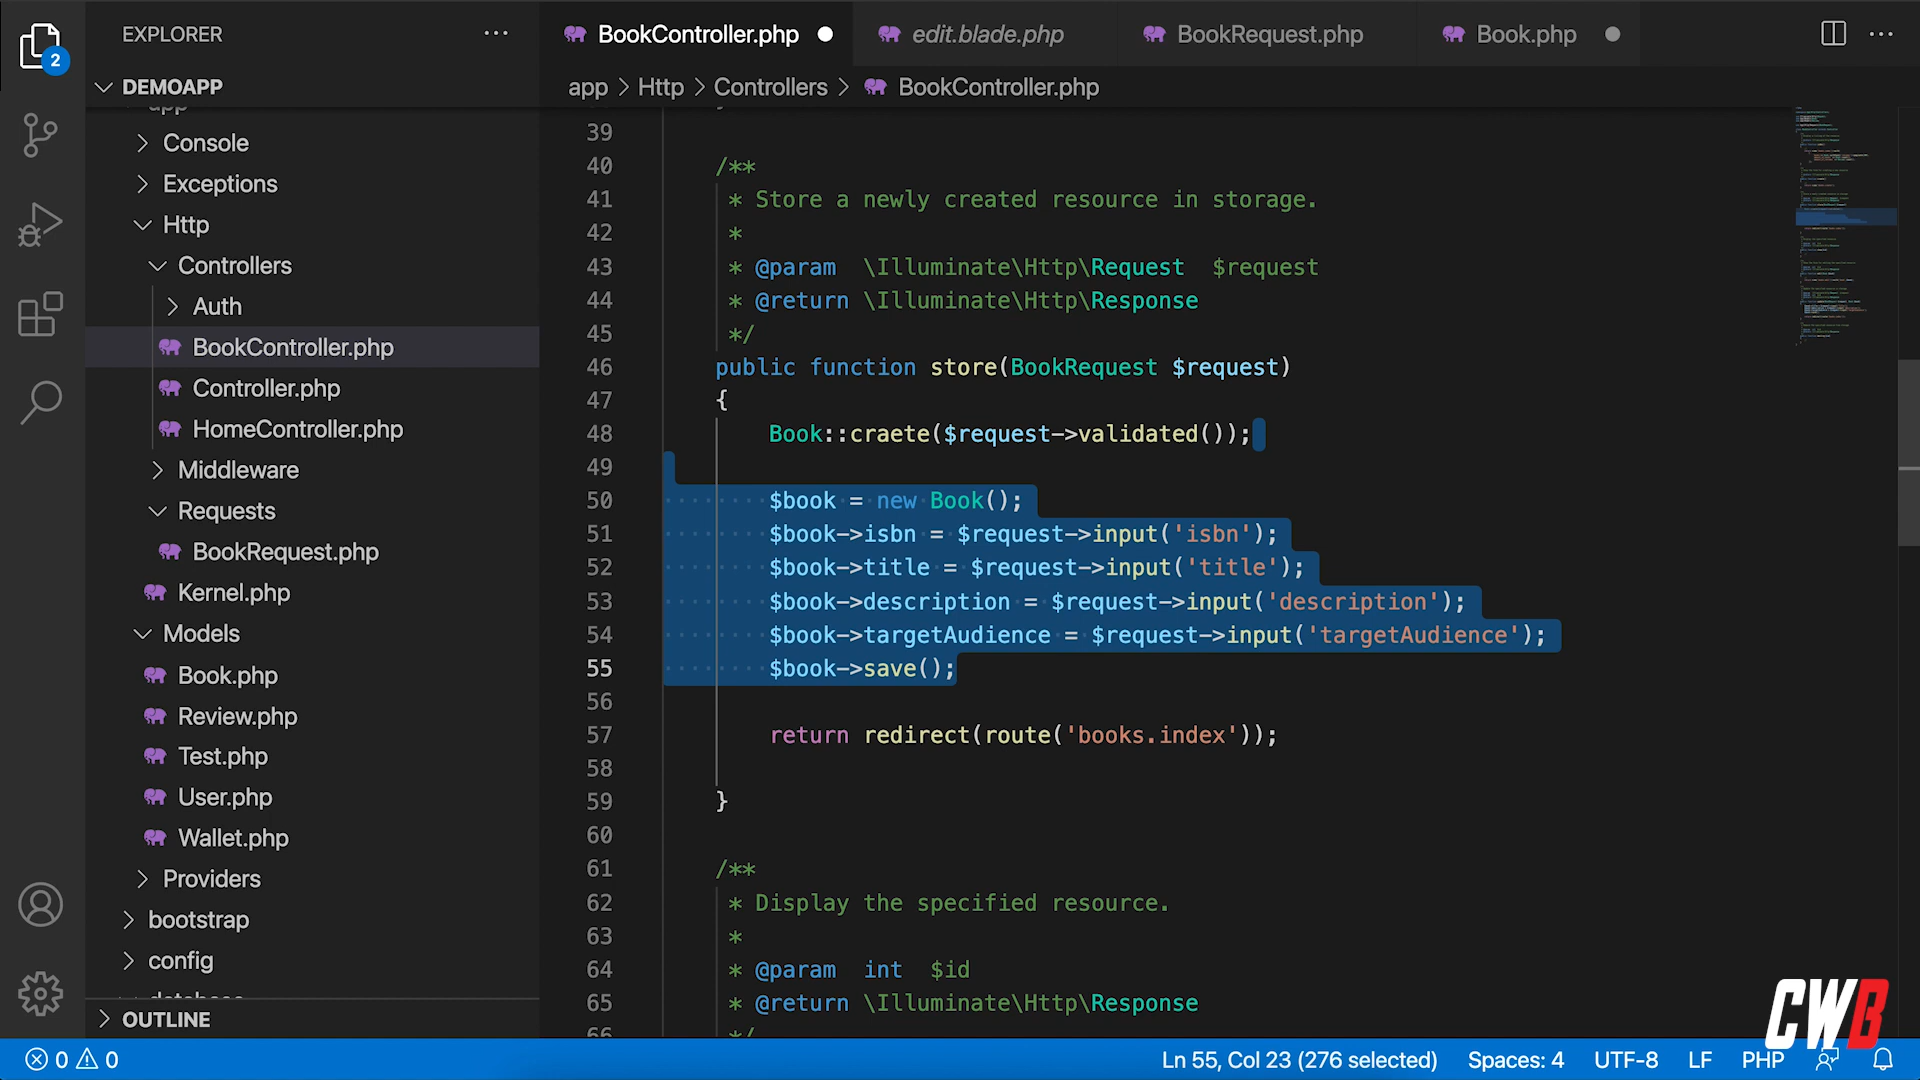 2
EXPLORER ···
DEMOAPP
app
Console
Exceptions
Http
Controllers
Auth
BookController.php
Controller.php
HomeController.php
Middleware
Requests
BookRequest.php
Kernel.php
Models
Book.php
Review.php
Test.php
User.php
Wallet.php
Providers
bootstrap
config
database
OUTLINE
BookController.php edit.blade.php BookRequest.php Book.php
app > Http > Controllers > BookController.php
39
40 /**
41 * Store a newly created resource in storage.
42 *
43 * @param \Illuminate\Http\Request $request
44 * @return \Illuminate\Http\Response
45 */
46 public function store(BookRequest $request)
47 {
48 Book::craete($request->validated());
49
50 $book = new Book();
51 $book->isbn = $request->input('isbn');
52 $book->title = $request->input('title');
53 $book->description = $request->input('description');
54 $book->targetAudience = $request->input('targetAudience');
55 $book->save();
56
57 return redirect(route('books.index'));
58
59 }
60
61 /**
62 * Display the specified resource.
63 *
64 * @param int $id
65 * @return \Illuminate\Http\Response
66 */
CWB
0 0 Ln 55, Col 23 (276 selected) Spaces: 4 UTF-8 LF PHP